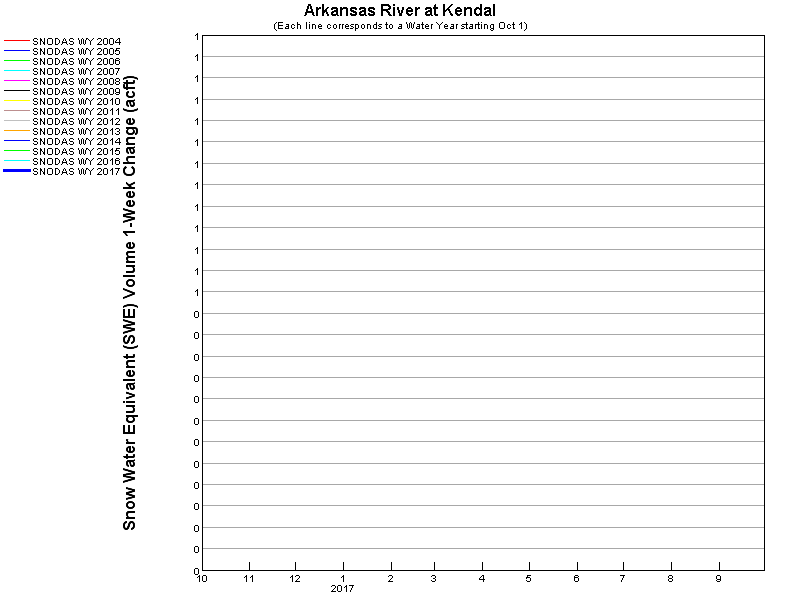 Arkansas River at Kendal
(Each line corresponds to a Water Year starting Oct 1)
SNODAS WY 2004
SNODAS WY 2005
SNODAS WY 2006
SNODAS WY 2007
SNODAS WY 2008
SNODAS WY 2009
SNODAS WY 2010
SNODAS WY 2011
SNODAS WY 2012
SNODAS WY 2013
SNODAS WY 2014
SNODAS WY 2015
SNODAS WY 2016
SNODAS WY 2017
Snow Water Equivalent (SWE) Volume 1-Week Change (acft)
1
1
1
1
1
1
1
1
1
1
1
1
1
0
0
0
0
0
0
0
0
0
0
0
0
0
10 11 12 1 2 3 4 5 6 7 8 9
2017